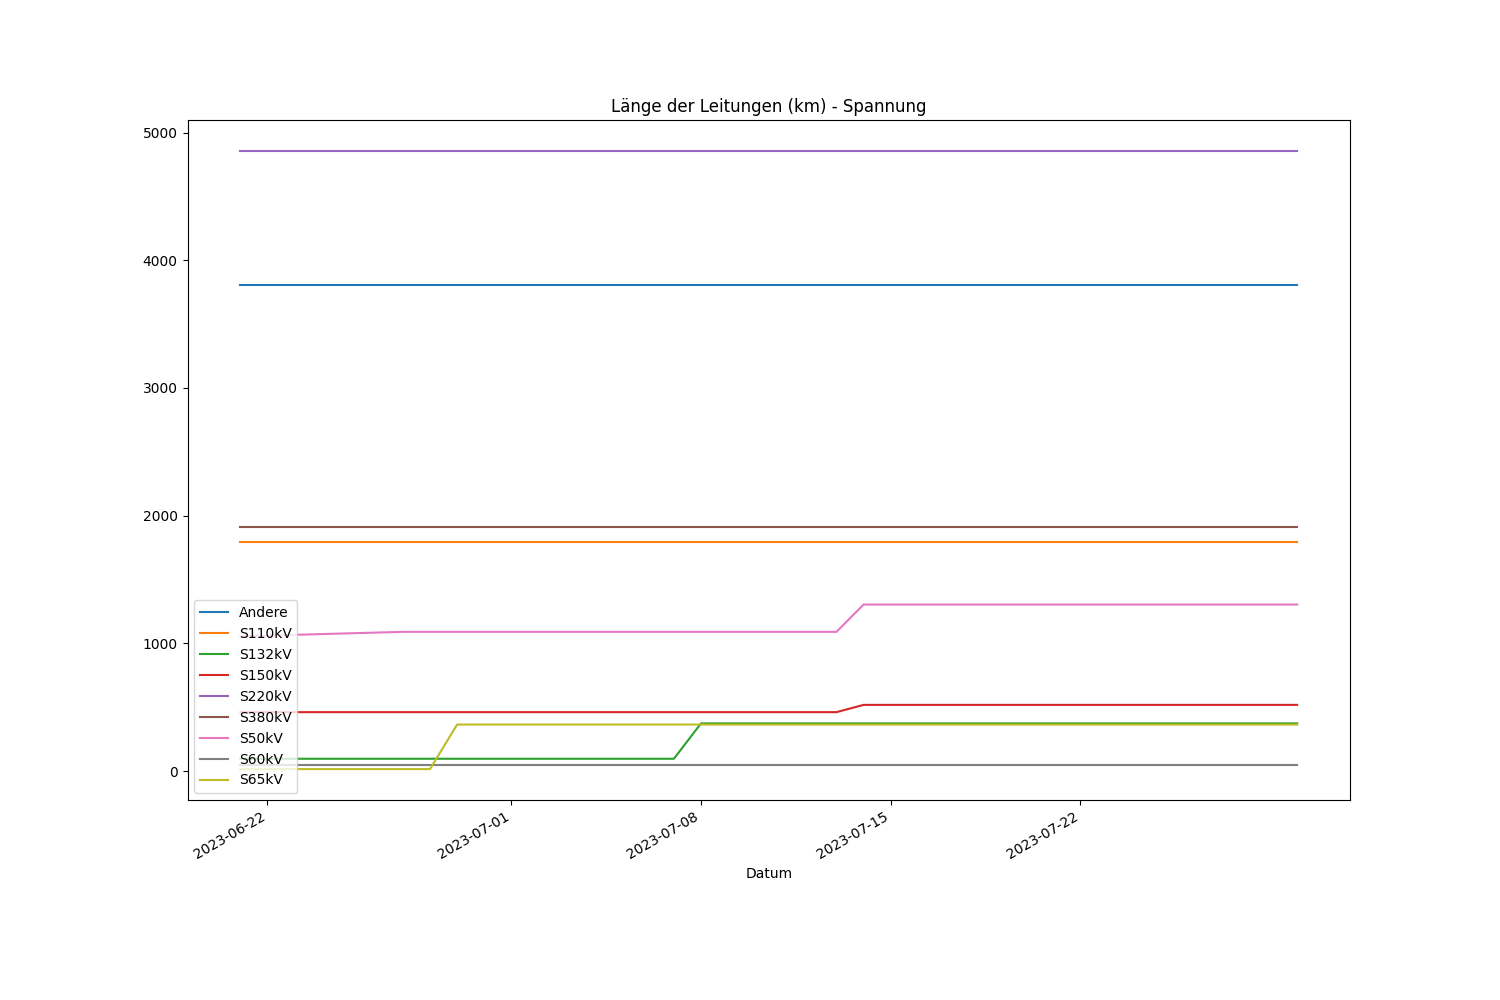 Länge der Leitungen (km) - Spannung
5000
4000
3000
2000
1000
0
Andere
S110kV
S132kV
S150kV
S220kV
S380kV
S50kV
S60kV
S65kV
2023-06-22
2023-07-01
2023-07-08
2023-07-15
2023-07-22
Datum